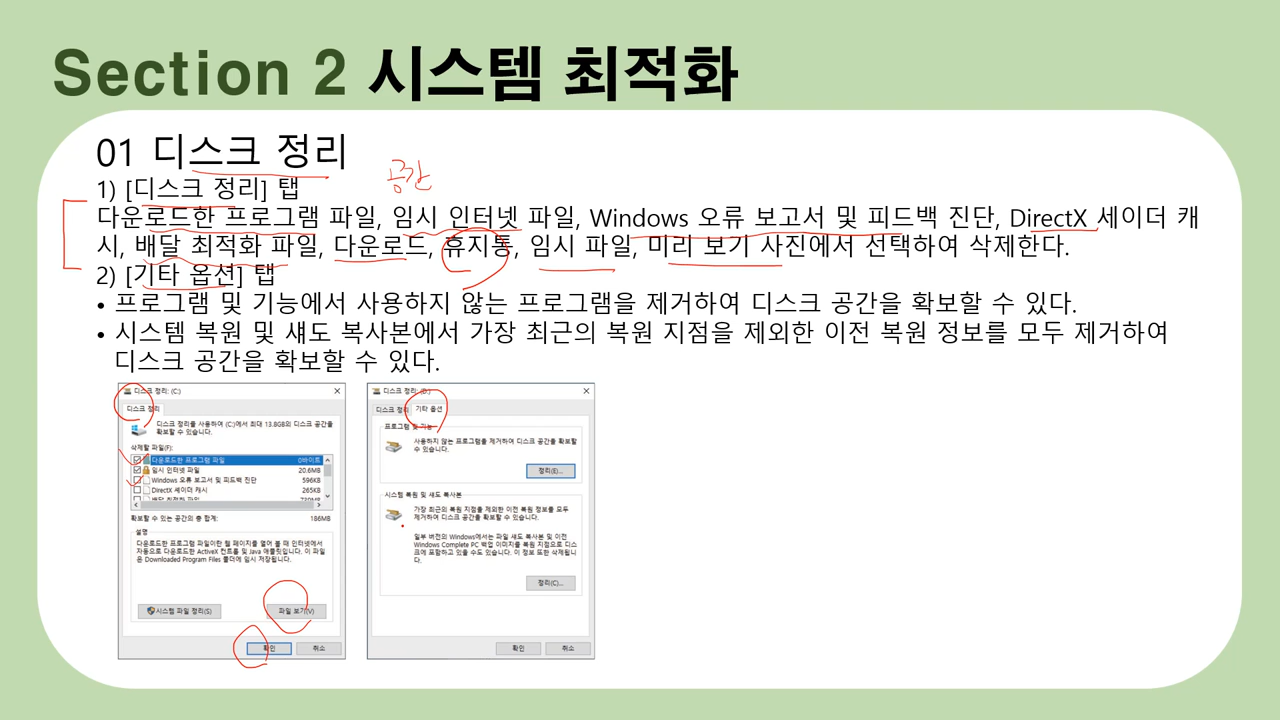 Section 2 시스템 최적화
01 디스크 정리
공간
1) [디스크 정리] 탭
다운로드한 프로그램 파일, 임시 인터넷 파일, Windows 오류 보고서 및 피드백 진단, DirectX 세이더 캐
시, 배달 최적화 파일, 다운로드, 휴지통, 임시 파일, 미리 보기 사진에서 선택하여 삭제한다.
2) [기타 옵션] 탭
• 프로그램 및 기능에서 사용하지 않는 프로그램을 제거하여 디스크 공간을 확보할 수 있다.
• 시스템 복원 및 섀도 복사본에서 가장 최근의 복원 지점을 제외한 이전 복원 정보를 모두 제거하여
디스크 공간을 확보할 수 있다.
디스크 정리: (C:)
디스크 정리
디스크 정리를 사용하여 (C:)에서 최대 13.8GB의 디스크 공간을
확보할 수 있습니다.
삭제할 파일(F):
다운로드한 프로그램 파일 0바이트
임시 인터넷 파일 20.6MB
Windows 오류 보고서 및 피드백 진단 596KB
DirectX 셰이더 캐시 265KB
배달 최적화 파일
확보할 수 있는 공간의 총 합계: 186MB
설명
다운로드한 프로그램 파일이란 웹 페이지를 열어 볼 때 인터넷에서
자동으로 다운로드한 ActiveX 컨트롤 및 Java 애플릿입니다. 이 파일
은 Downloaded Program Files 폴더에 임시 저장됩니다.
시스템 파일 정리(S) 파일 보기(V)
확인 취소
디스크 정리: (D:)
디스크 정리 기타 옵션
프로그램 및 기능
사용하지 않는 프로그램을 제거하여 디스크 공간을 확보할
수 있습니다.
정리(E)...
시스템 복원 및 섀도 복사본
가장 최근의 복원 지점을 제외한 이전 복원 정보를 모두
제거하여 디스크 공간을 확보할 수 있습니다.
일부 버전의 Windows에서는 파일 섀도 복사본 및 이전
Windows Complete PC 백업 이미지를 복원 지점으로 디스
크에 포함하고 있을 수도 있습니다. 이 정보 또한 삭제됩니
다.
정리(C)...
확인 취소